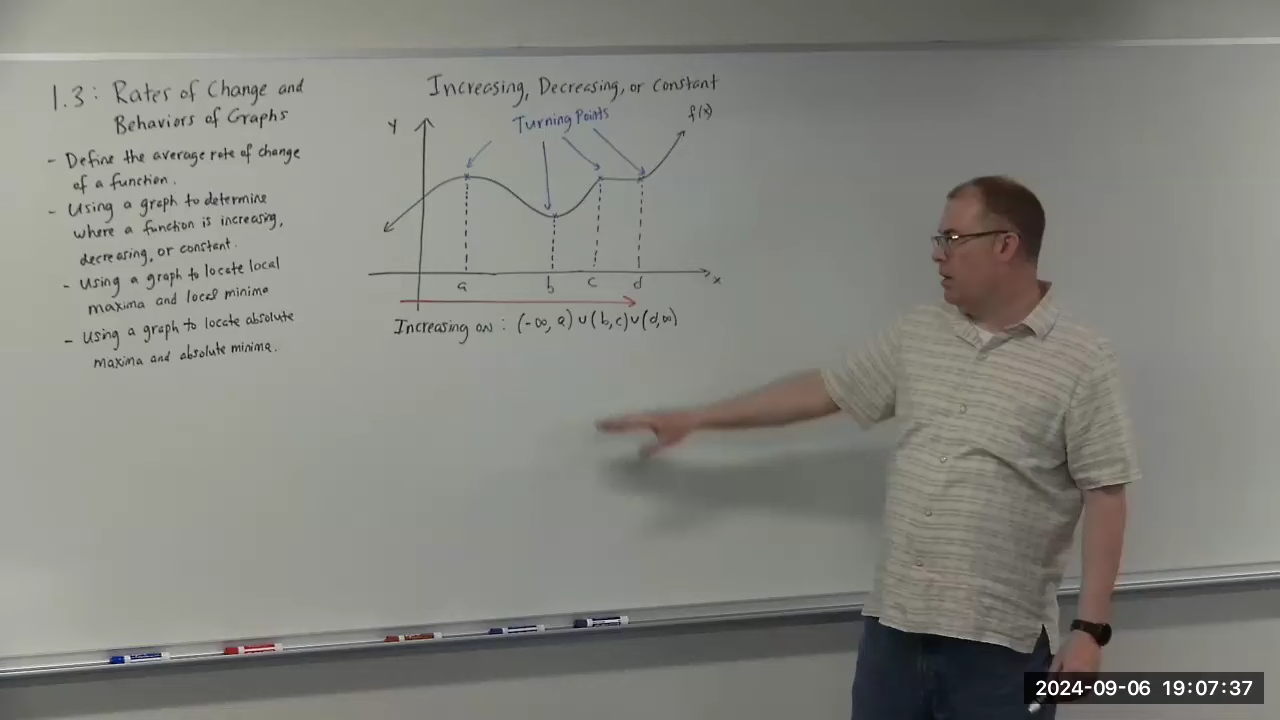 1.3: Rates of Change and
Behaviors of Graphs
- Define the average rate of change
of a function.
- Using a graph to determine
where a function is increasing,
decreasing, or constant.
- Using a graph to locate local
maxima and local minima
- Using a graph to locate absolute
maxima and absolute minima.
Increasing, Decreasing, or Constant
Turning Points
f(x)
y
a b c d
x
Increasing on: (-∞, a) ∪ (b,c) ∪ (d,∞)
2024-09-06 19:07:37